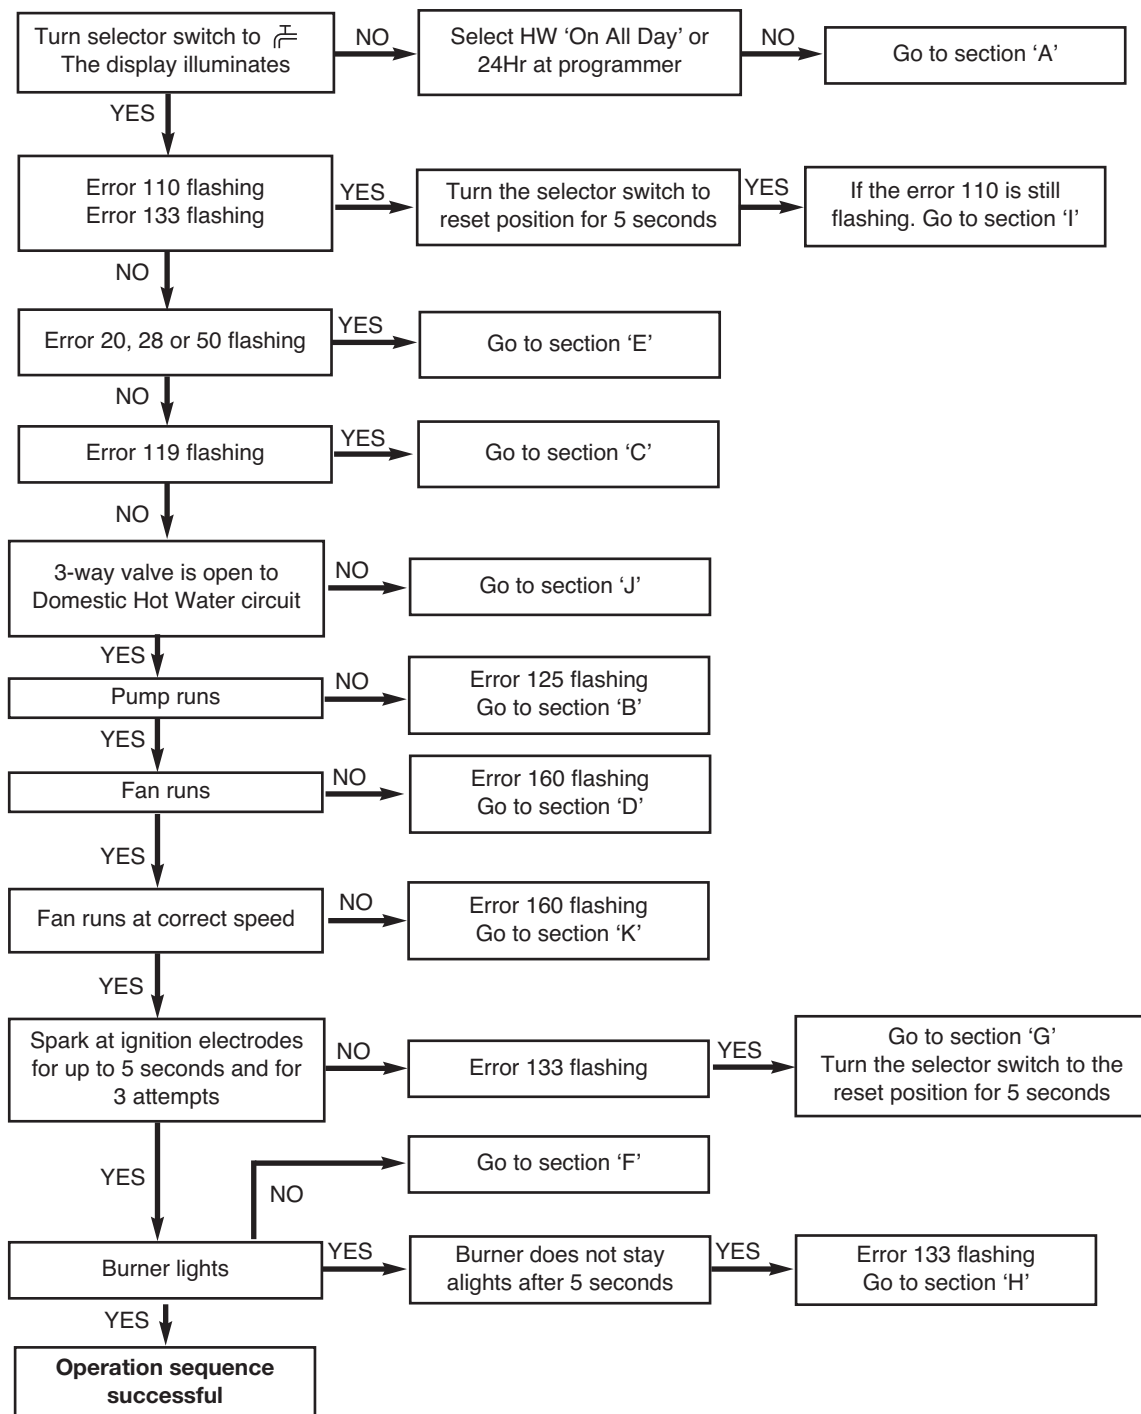 Turn selector switch to
The display illuminates
NO
Select HW ‘On All Day’ or
24Hr at programmer
NO
Go to section ‘A’
YES
Error 110 flashing
Error 133 flashing
YES
Turn the selector switch to
reset position for 5 seconds
YES
If the error 110 is still
flashing. Go to section ‘I’
NO
Error 20, 28 or 50 flashing
YES
Go to section ‘E’
NO
Error 119 flashing
YES
Go to section ‘C’
NO
3-way valve is open to
Domestic Hot Water circuit
NO
Go to section ‘J’
YES
Pump runs
NO
Error 125 flashing
Go to section ‘B’
YES
Fan runs
NO
Error 160 flashing
Go to section ‘D’
YES
Fan runs at correct speed
NO
Error 160 flashing
Go to section ‘K’
YES
Spark at ignition electrodes
for up to 5 seconds and for
3 attempts
NO
Error 133 flashing
YES
Go to section ‘G’
Turn the selector switch to the
reset position for 5 seconds
YES
NO
Go to section ‘F’
Burner lights
YES
Burner does not stay
alights after 5 seconds
YES
Error 133 flashing
Go to section ‘H’
YES
Operation sequence
successful